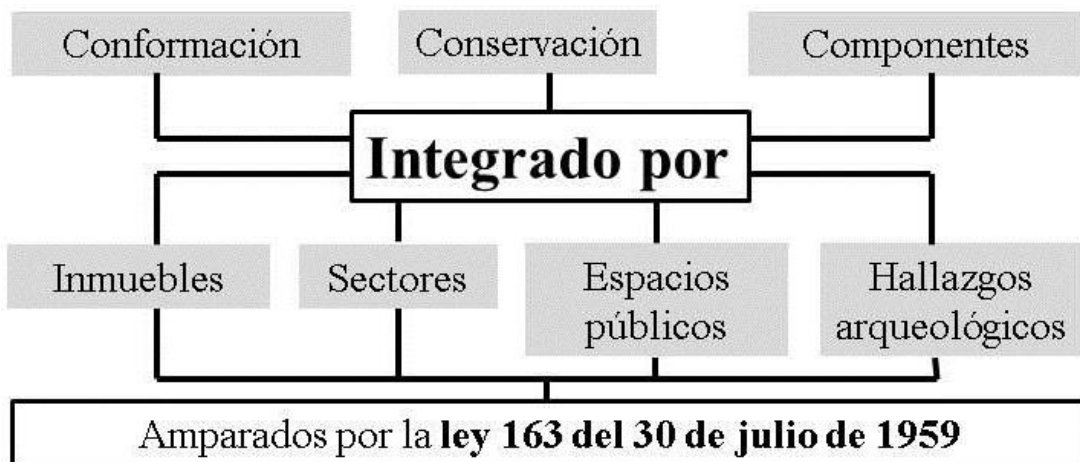 Conformación
Conservación
Componentes
Integrado por
Inmuebles
Sectores
Espacios
públicos
Hallazgos
arqueológicos
Amparados por la ley 163 del 30 de julio de 1959